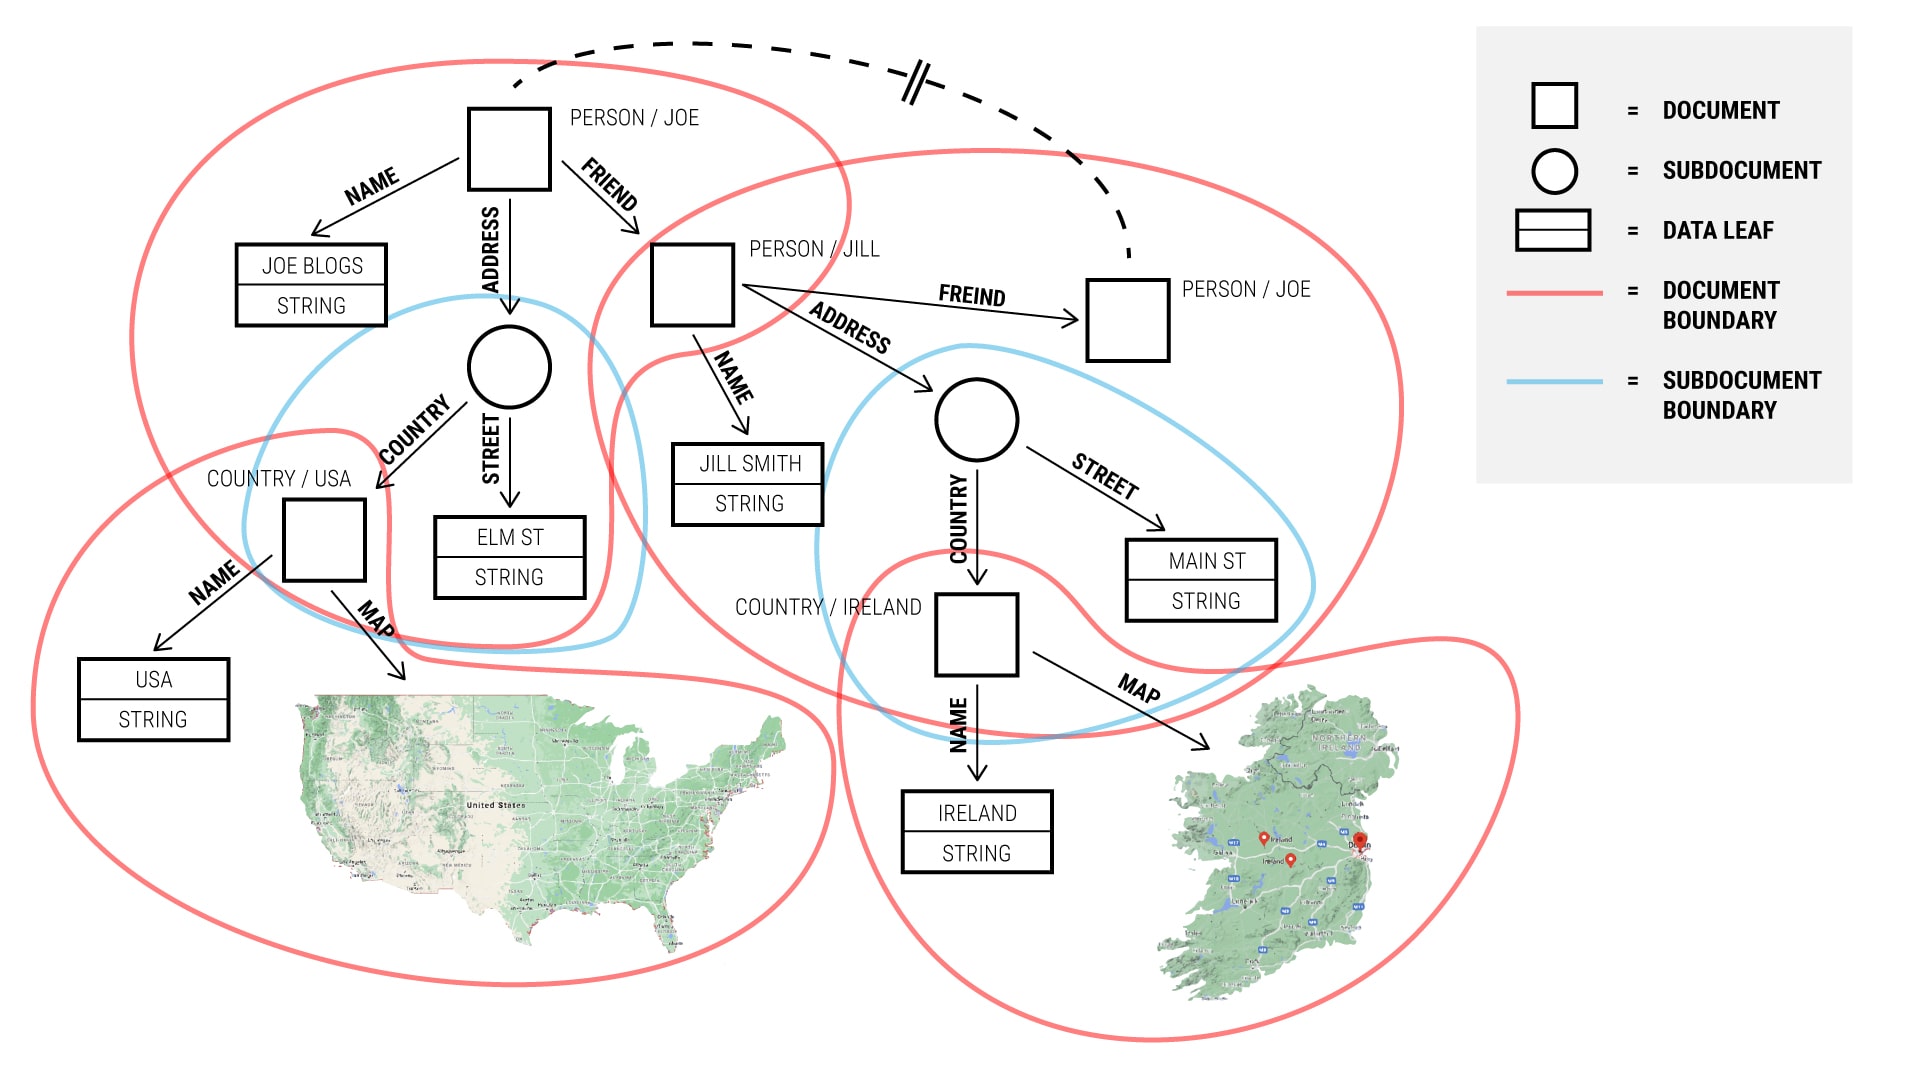 PERSON / JOE
NAME
FRIEND
ADDRESS
JOE BLOGS
STRING
PERSON / JILL
FREIND
PERSON / JOE
ADDRESS
NAME
COUNTRY
STREET
JILL SMITH
STRING
COUNTRY / USA
ELM ST
STRING
STREET
COUNTRY
MAIN ST
STRING
NAME
MAP
COUNTRY / IRELAND
USA
STRING
MAP
NAME
United States
IRELAND
STRING
NORTHERN
IRELAND
Ireland
Ireland
= DOCUMENT
= SUBDOCUMENT
= DATA LEAF
= DOCUMENT
BOUNDARY
= SUBDOCUMENT
BOUNDARY